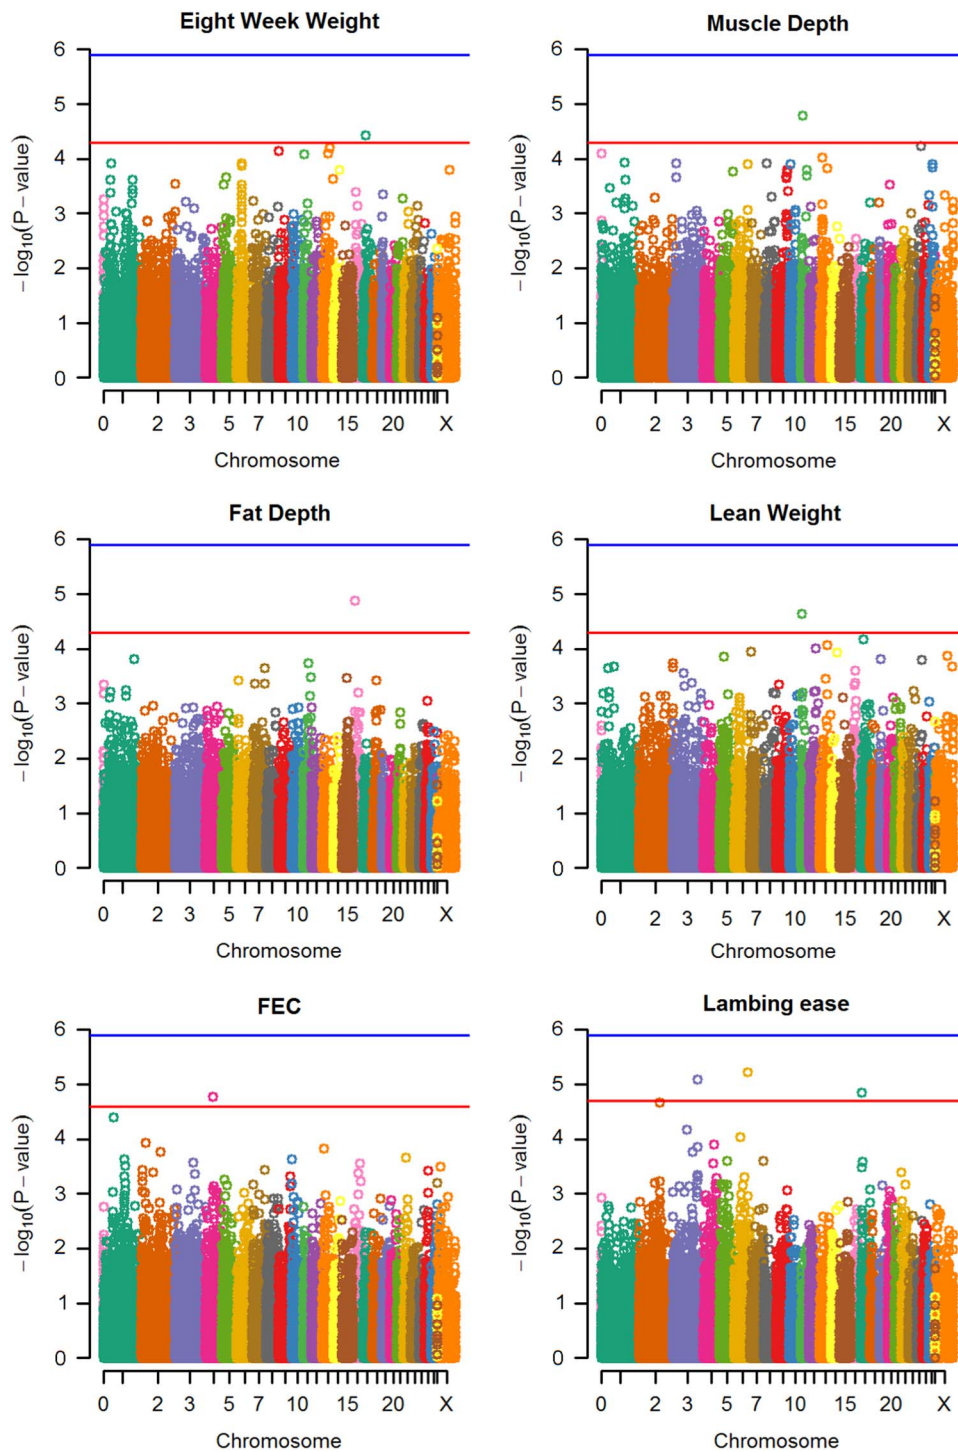 Eight Week Weight
Muscle Depth
6
5
4
3
2
1
0
−log10(P−value)
0 2 3 5 7 10 15 20 X
Chromosome
6
5
4
3
2
1
0
−log10(P−value)
0 2 3 5 7 10 15 20 X
Chromosome
Fat Depth
Lean Weight
6
5
4
3
2
1
0
−log10(P−value)
0 2 3 5 7 10 15 20 X
Chromosome
6
5
4
3
2
1
0
−log10(P−value)
0 2 3 5 7 10 15 20 X
Chromosome
FEC
Lambing ease
6
5
4
3
2
1
0
−log10(P−value)
0 2 3 5 7 10 15 20 X
Chromosome
6
5
4
3
2
1
0
−log10(P−value)
0 2 3 5 7 10 15 20 X
Chromosome